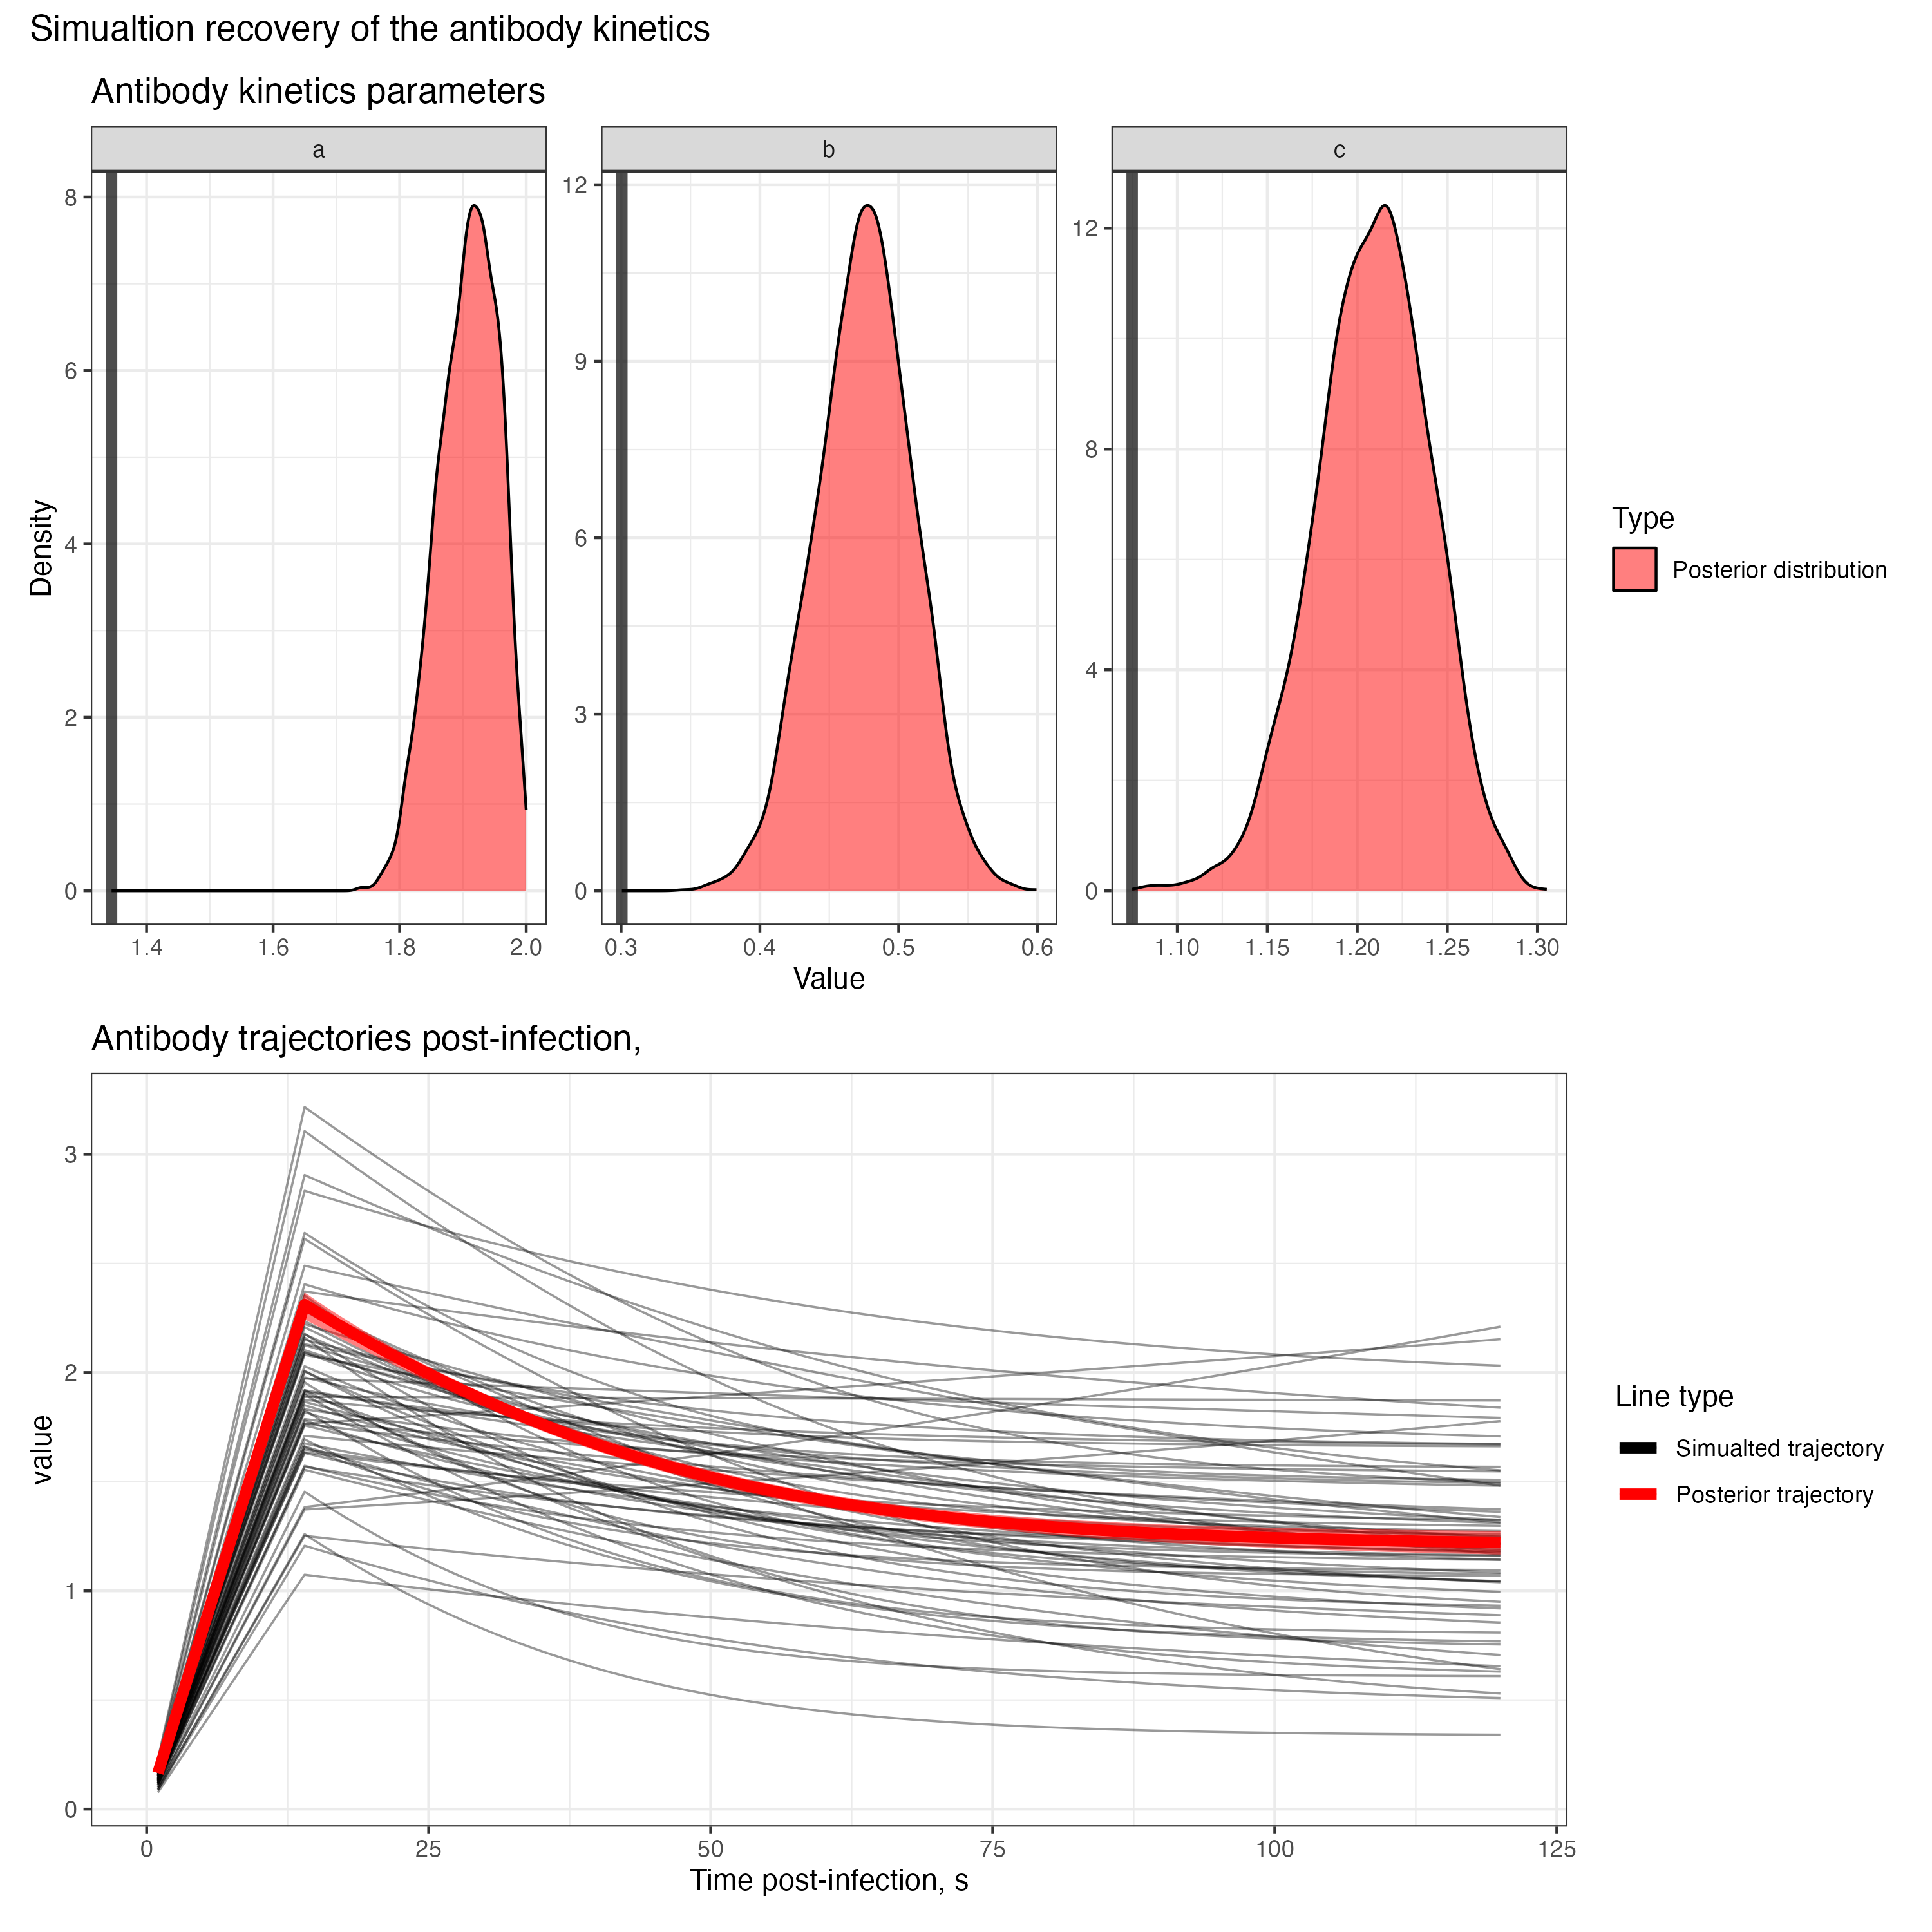 Simualtion recovery of the antibody kinetics
Antibody kinetics parameters
a b c
8
6
4
2
0
12
9
6
3
0
12
8
4
0
Density
1.4 1.6 1.8 2.0
0.3 0.4 0.5 0.6
1.10 1.15 1.20 1.25 1.30
Value
Type
Posterior distribution
Antibody trajectories post-infection,
3
2
1
0
value
0 25 50 75 100 125
Time post-infection, s
Line type
Simualted trajectory
Posterior trajectory